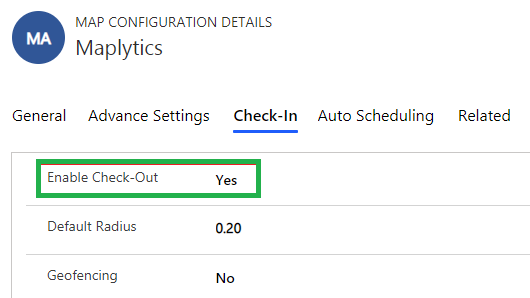 MA
MAP CONFIGURATION DETAILS
Maplytics
General Advance Settings Check-In Auto Scheduling Related
Enable Check-Out Yes
Default Radius 0.20
Geofencing No